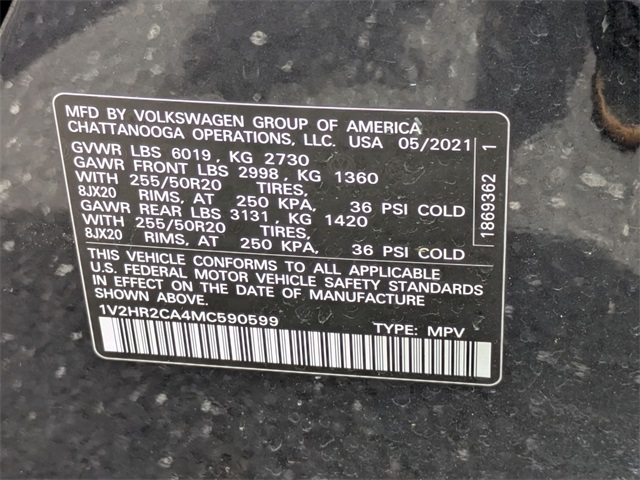 MFD BY VOLKSWAGEN GROUP OF AMERICA
CHATTANOOGA OPERATIONS, LLC. USA 05/2021
GVWR LBS 6019, KG 2730
GAWR FRONT LBS 2998, KG 1360
WITH 255/50R20 TIRES,
8JX20 RIMS, AT 250 KPA, 36 PSI COLD
GAWR REAR LBS 3131, KG 1420
WITH 255/50R20 TIRES,
8JX20 RIMS, AT 250 KPA, 36 PSI COLD
THIS VEHICLE CONFORMS TO ALL APPLICABLE
U.S. FEDERAL MOTOR VEHICLE SAFETY STANDARDS
IN EFFECT ON THE DATE OF MANUFACTURE
SHOWN ABOVE.
1V2HR2CA4MC590599 TYPE: MPV
1869362 1